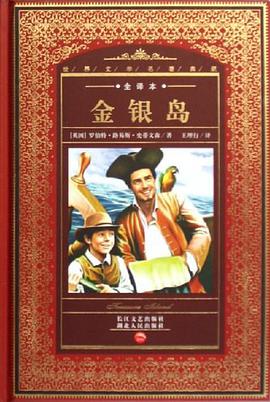 世/界/文/学/名/著/典/藏
全译本
金银岛
[英国] 罗伯特·路易斯·史蒂文森/著 王理行/译
Treasure Island
长江文艺出版社
湖北人民出版社